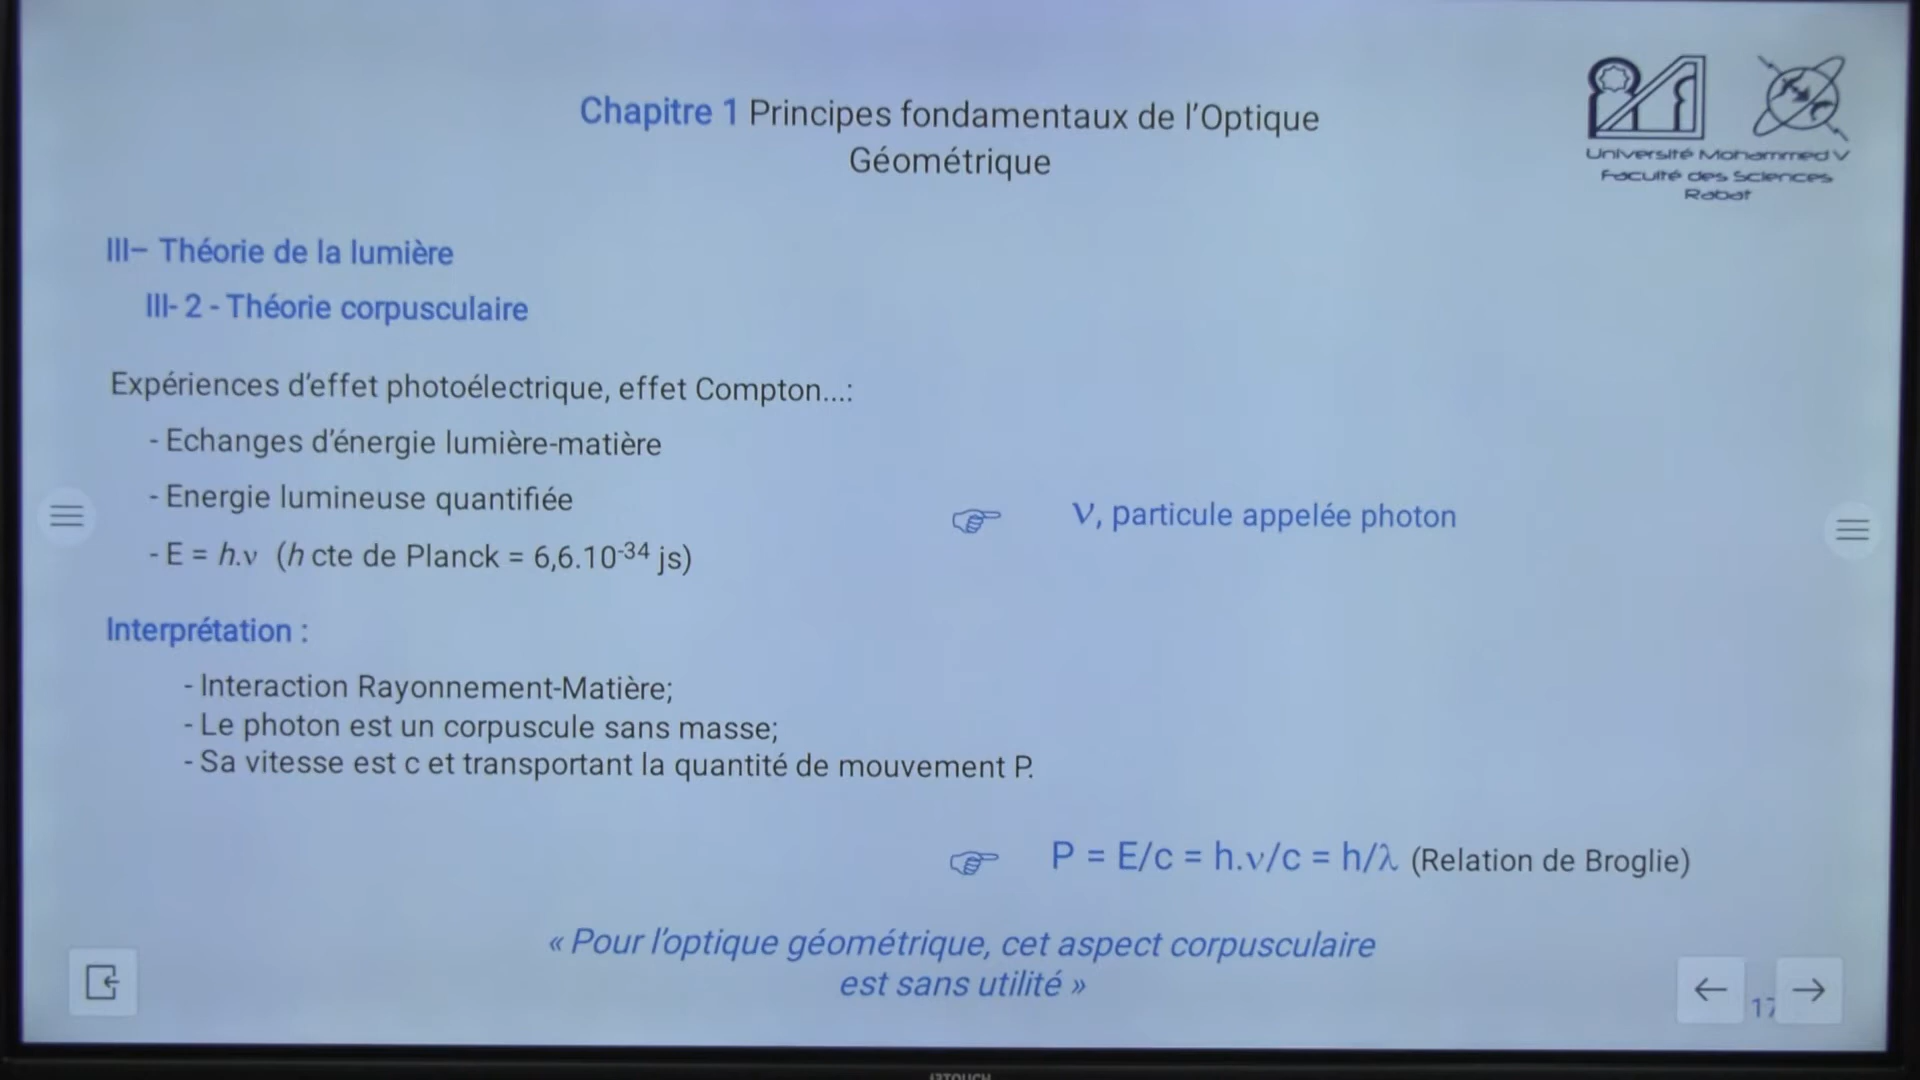 Chapitre 1 Principes fondamentaux de l'Optique
Géométrique
Université Mohammed V
Faculté des Sciences
Rabat
III– Théorie de la lumière
III- 2 - Théorie corpusculaire
Expériences d'effet photoélectrique, effet Compton...:
- Echanges d'énergie lumière-matière
- Energie lumineuse quantifiée
- E = h.ν (h cte de Planck = 6,6.10⁻³⁴ js)
ν, particule appelée photon
Interprétation :
- Interaction Rayonnement-Matière;
- Le photon est un corpuscule sans masse;
- Sa vitesse est c et transportant la quantité de mouvement P.
P = E/c = h.ν/c = h/λ (Relation de Broglie)
« Pour l'optique géométrique, cet aspect corpusculaire
est sans utilité »
17